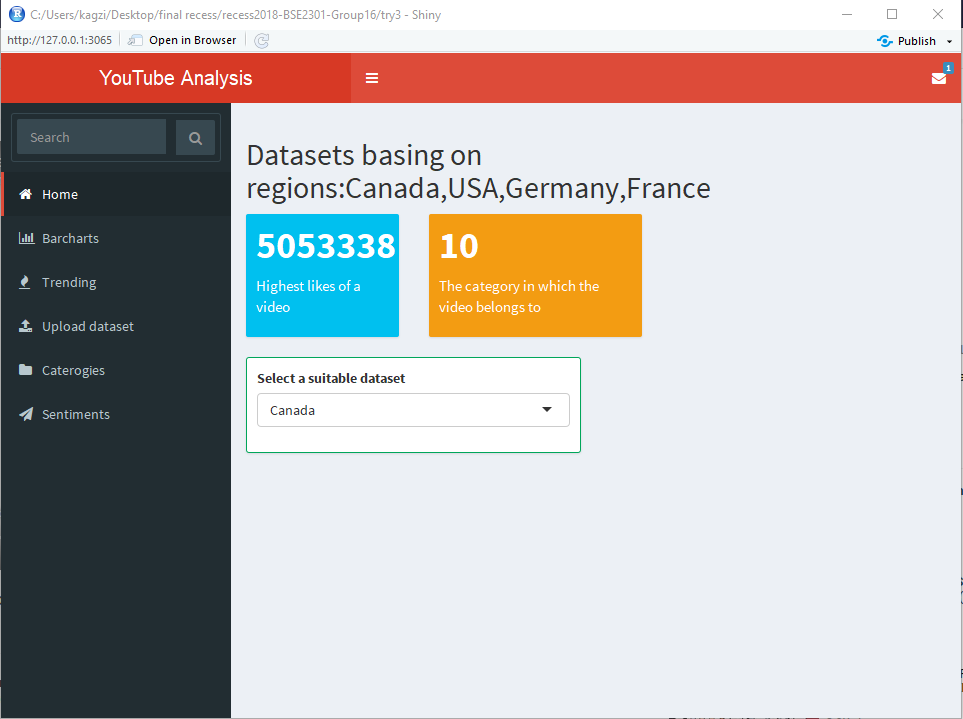 C:/Users/kagzi/Desktop/final recess/recess2018-BSE2301-Group16/try3 - Shiny
http://127.0.0.1:3065 Open in Browser Publish
YouTube Analysis
1
Search
Home
Barcharts
Trending
Upload dataset
Caterogies
Sentiments
Datasets basing on
regions:Canada,USA,Germany,France
5053338
Highest likes of a
video
10
The category in which the
video belongs to
Select a suitable dataset
Canada